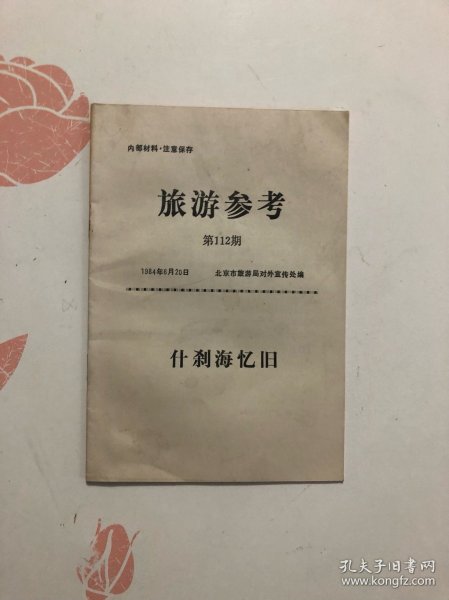 内部材料·注意保存
旅游参考
第112期
1984年6月20日 北京市旅游局对外宣传处编
什刹海忆旧
孔夫子旧书网
www.kongfz.com